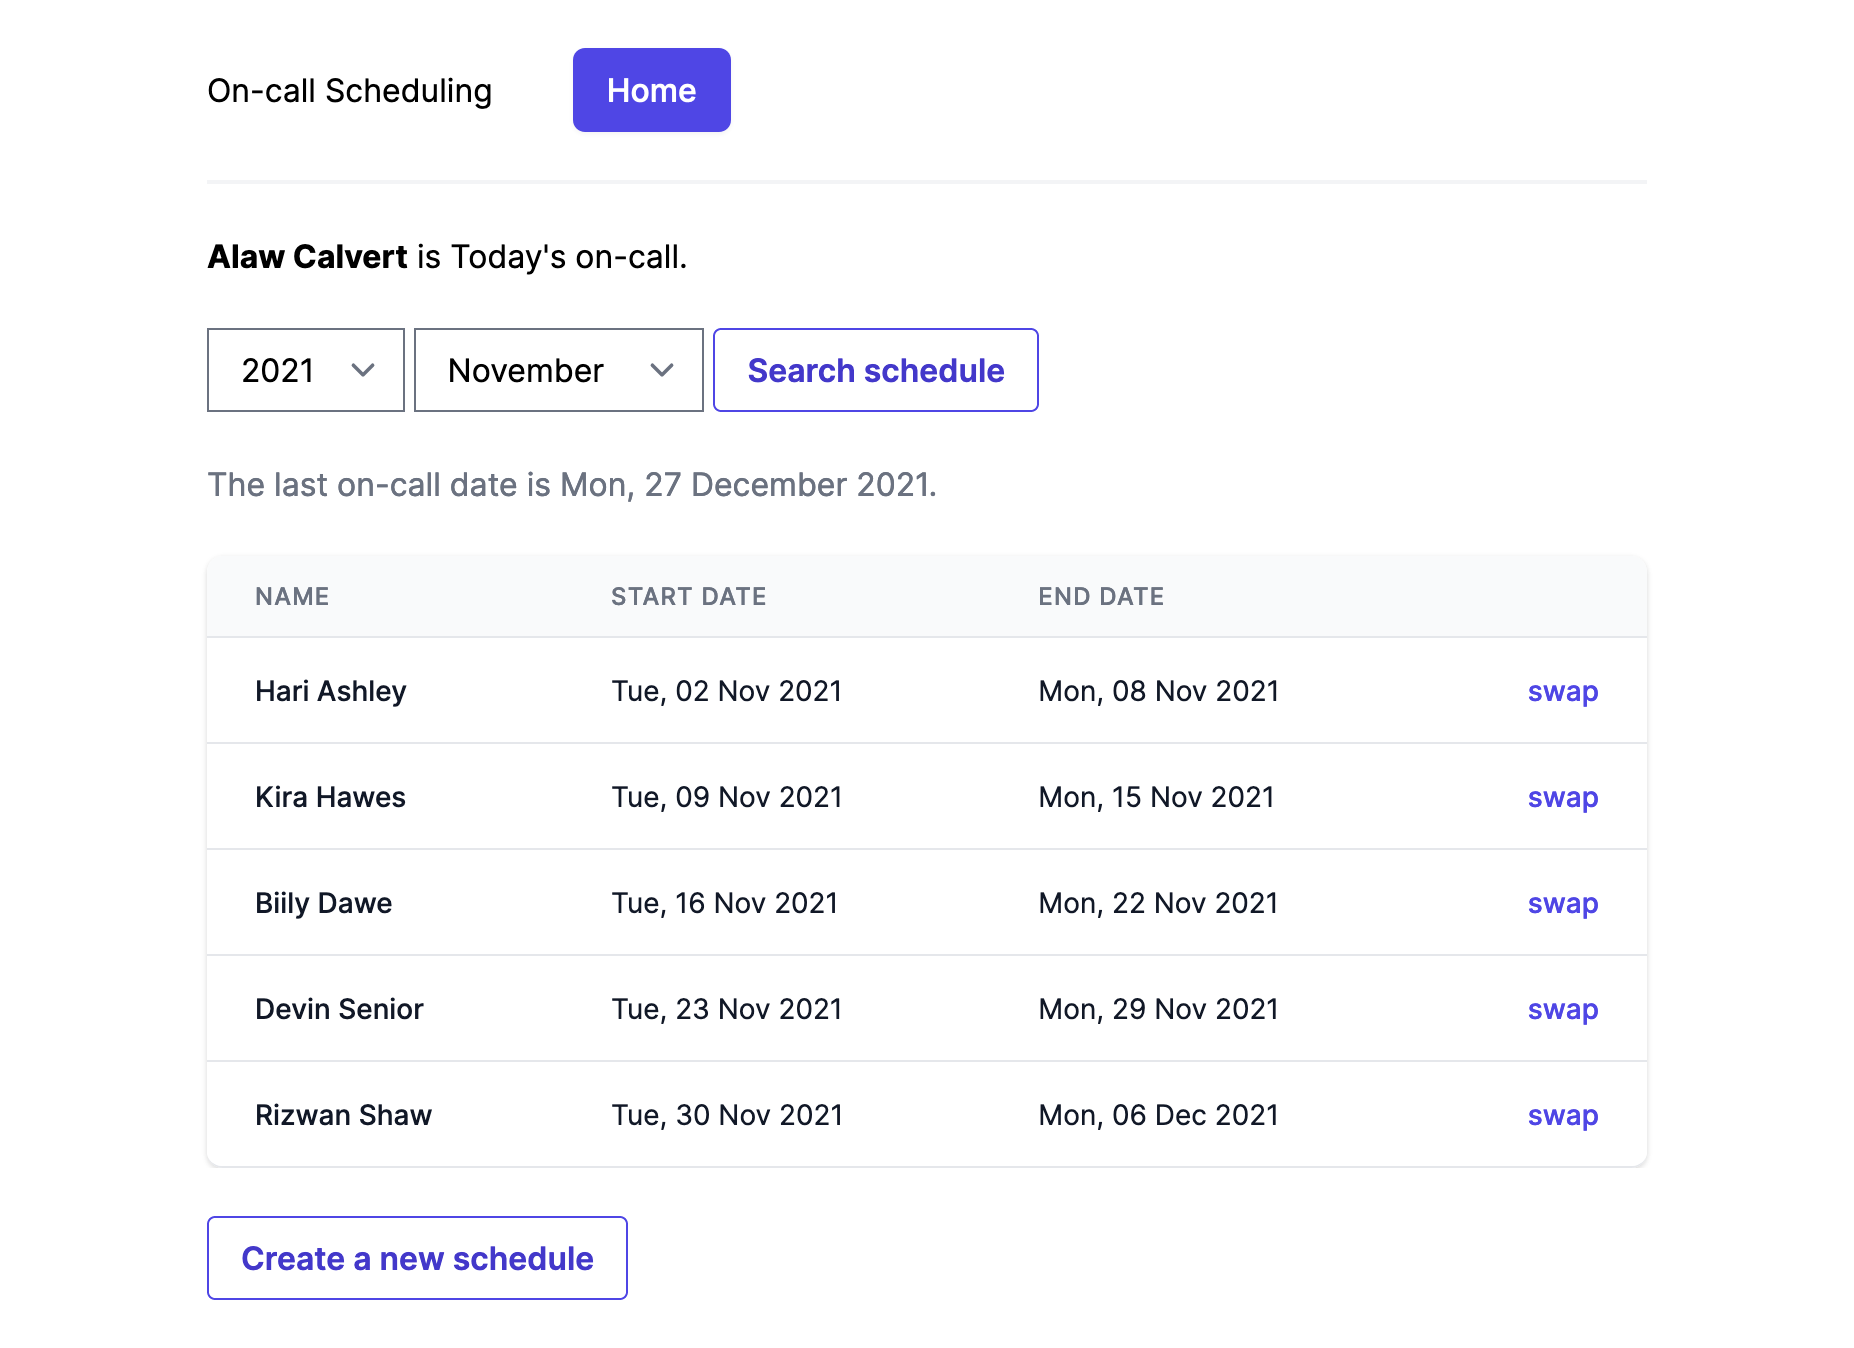 On-call Scheduling Home
Alaw Calvert is Today's on-call.
2021 November Search schedule
The last on-call date is Mon, 27 December 2021.
NAME START DATE END DATE
Hari Ashley Tue, 02 Nov 2021 Mon, 08 Nov 2021 swap
Kira Hawes Tue, 09 Nov 2021 Mon, 15 Nov 2021 swap
Biily Dawe Tue, 16 Nov 2021 Mon, 22 Nov 2021 swap
Devin Senior Tue, 23 Nov 2021 Mon, 29 Nov 2021 swap
Rizwan Shaw Tue, 30 Nov 2021 Mon, 06 Dec 2021 swap
Create a new schedule